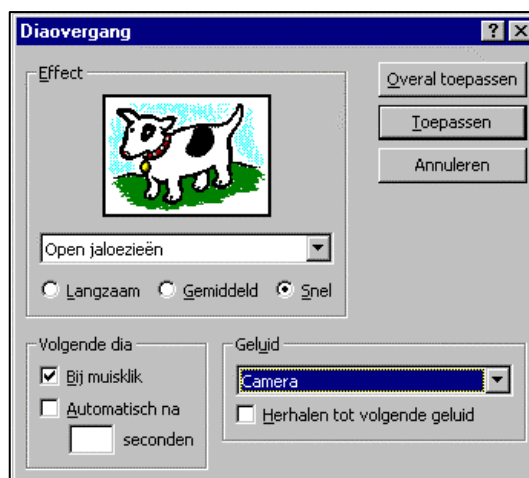 Diaovergang
Effect
Overal toepassen
Toepassen
Annuleren
Open jaloezieën
Langzaam Gemiddeld Snel
Volgende dia
Bij muisklik
Automatisch na
seconden
Geluid
Camera
Herhalen tot volgende geluid